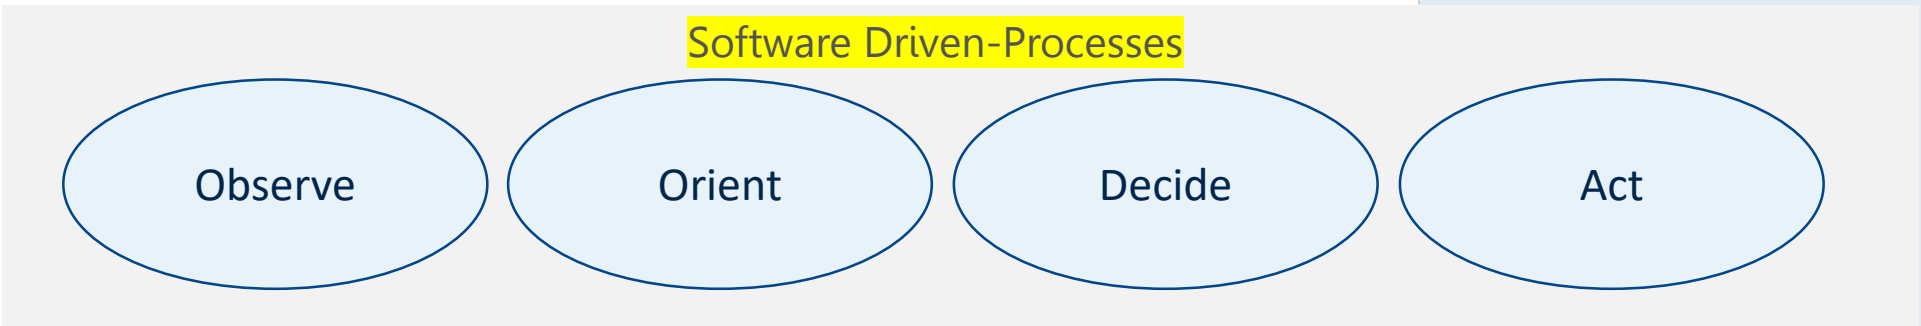 Software Driven-Processes
Observe Orient Decide Act